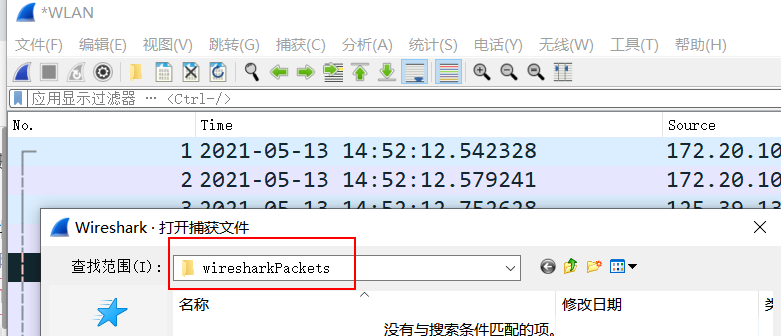 *WLAN
文件(F) 编辑(E) 视图(V) 跳转(G) 捕获(C) 分析(A) 统计(S) 电话(Y) 无线(W) 工具(T) 帮助(H)
应用显示过滤器 … <Ctrl-/>
No. Time Source
1 2021-05-13 14:52:12.542328 172.20.10
2 2021-05-13 14:52:12.579241 172.20.10
3 2021-05-13 14:52:12.752628 125.39.13
Wireshark · 打开捕获文件
查找范围(I): wiresharkPackets
名称 修改日期 类
没有与搜索条件匹配的项。